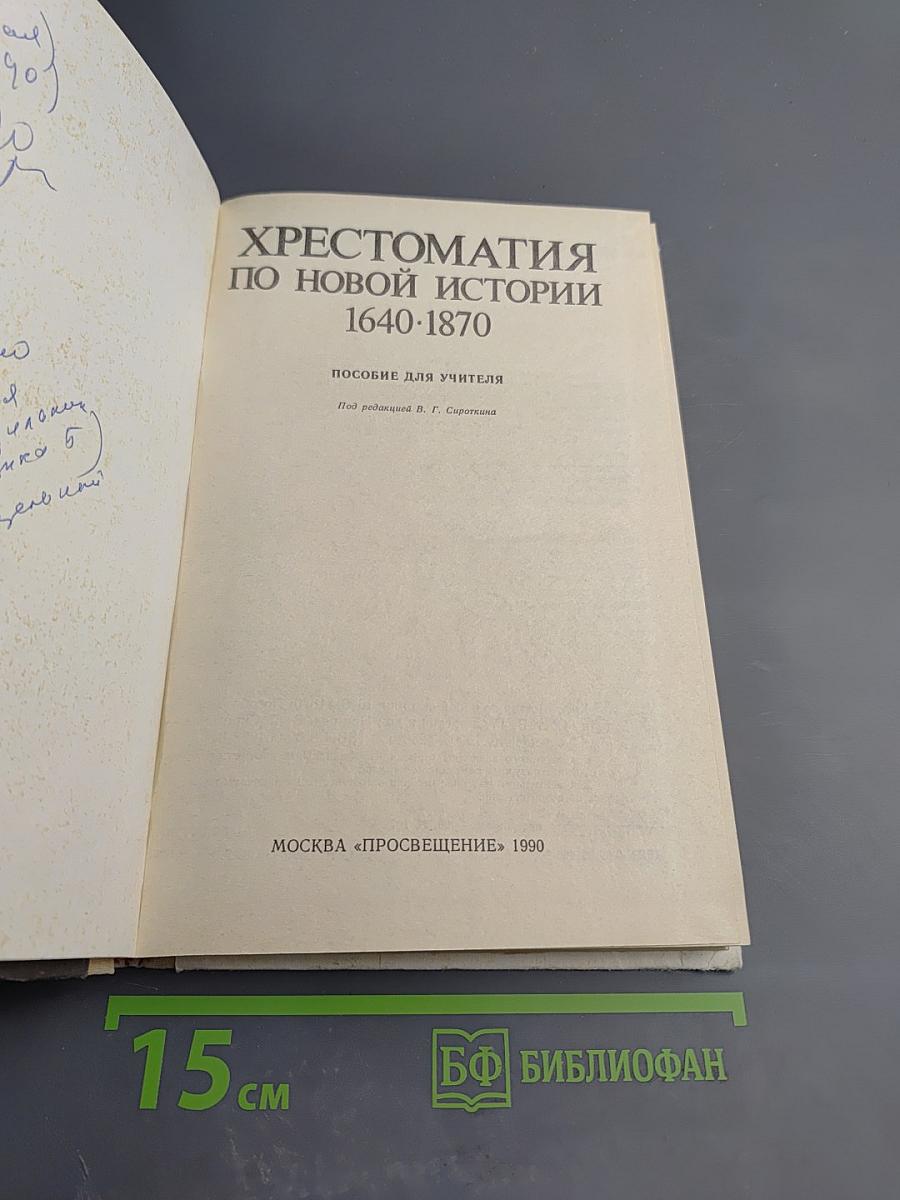 ХРЕСТОМАТИЯ
ПО НОВОЙ ИСТОРИИ
1640·1870
ПОСОБИЕ ДЛЯ УЧИТЕЛЯ
Под редакцией В. Г. Сироткина
МОСКВА «ПРОСВЕЩЕНИЕ» 1990
15 см
БФ БИБЛИОФАН